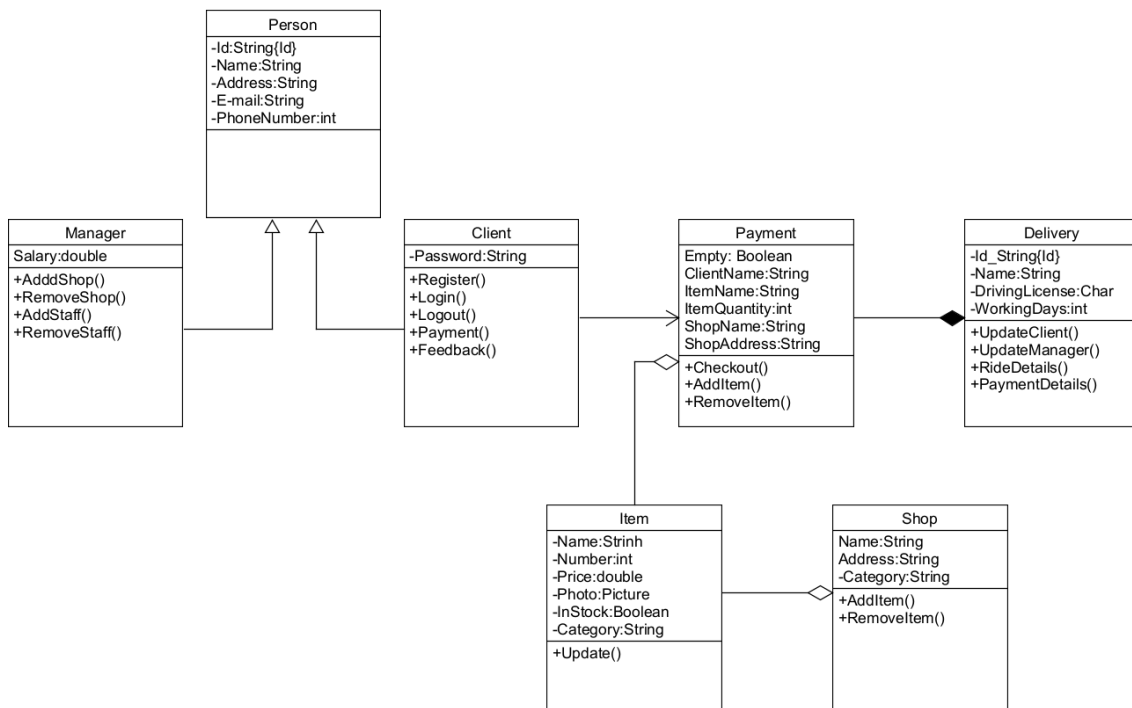 Person
-Id:String{Id}
-Name:String
-Address:String
-E-mail:String
-PhoneNumber:int
Manager
Salary:double
+AdddShop()
+RemoveShop()
+AddStaff()
+RemoveStaff()
Client
-Password:String
+Register()
+Login()
+Logout()
+Payment()
+Feedback()
Payment
Empty: Boolean
ClientName:String
ItemName:String
ItemQuantity:int
ShopName:String
ShopAddress:String
+Checkout()
+AddItem()
+RemoveItem()
Delivery
-Id_String{Id}
-Name:String
-DrivingLicense:Char
-WorkingDays:int
+UpdateClient()
+UpdateManager()
+RideDetails()
+PaymentDetails()
Item
-Name:Strinh
-Number:int
-Price:double
-Photo:Picture
-InStock:Boolean
-Category:String
+Update()
Shop
Name:String
Address:String
-Category:String
+AddItem()
+RemoveItem()